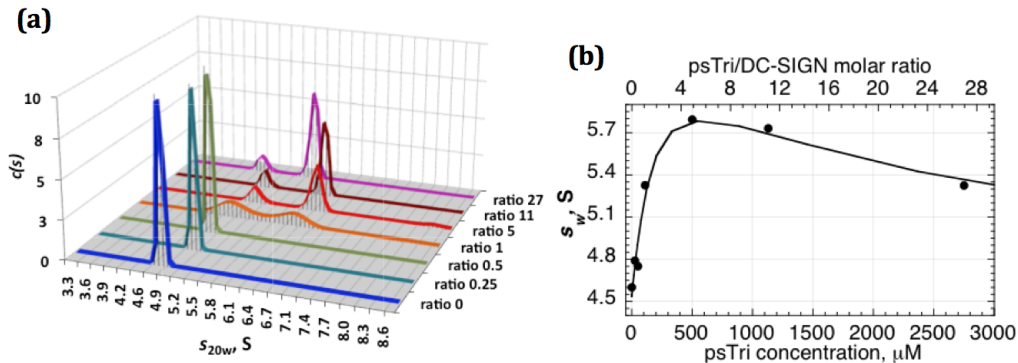 (a)
10
8
5
3
0
c(s)
3.3
3.6
3.9
4.2
4.6
4.9
5.2
5.5
5.8
6.1
6.4
6.7
7.1
7.4
7.7
8.0
8.3
8.6
s20w, S
ratio 27
ratio 11
ratio 5
ratio 1
ratio 0.5
ratio 0.25
ratio 0
(b)
psTri/DC-SIGN molar ratio
0 4 8 12 16 20 24 28
5.7
5.4
5.1
4.8
4.5
sw, S
0 500 1000 1500 2000 2500 3000
psTri concentration, μM